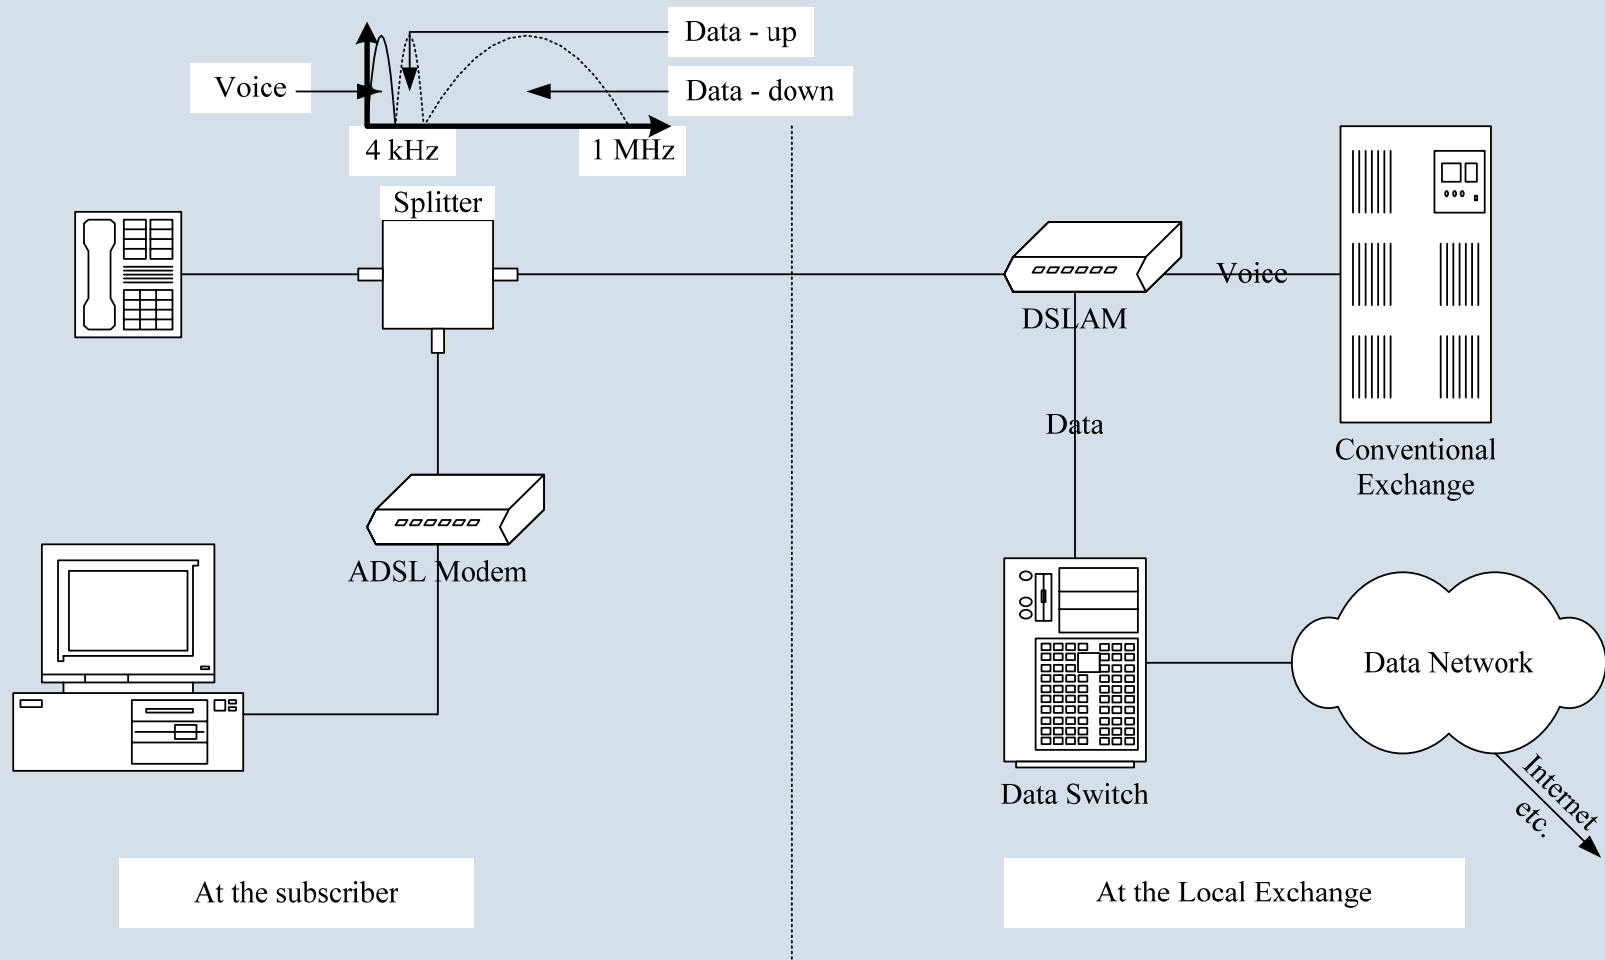 Data - up
Voice
Data - down
4 kHz
1 MHz
Splitter
Voice
DSLAM
Data
Conventional
Exchange
ADSL Modem
Data Network
Data Switch
Internet
etc.
At the subscriber
At the Local Exchange